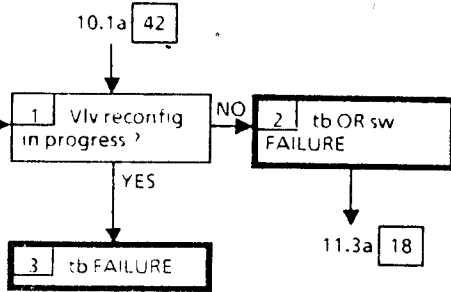 10.1a 42
1 Vlv reconfig
in progress ?
NO
2 tb OR sw
FAILURE
YES
11.3a 18
3 tb FAILURE